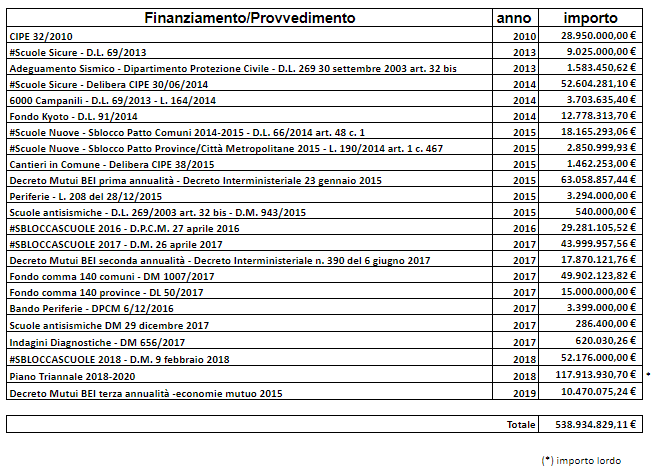 Finanziamento/Provvedimento anno importo
CIPE 32/2010 2010 28.950.000,00 €
#Scuole Sicure - D.L. 69/2013 2013 9.025.000,00 €
Adeguamento Sismico - Dipartimento Protezione Civile - D.L. 269 30 settembre 2003 art. 32 bis 2013 1.583.450,62 €
#Scuole Sicure - Delibera CIPE 30/06/2014 2014 52.604.281,10 €
6000 Campanili - D.L. 69/2013 - L. 164/2014 2014 3.703.635,40 €
Fondo Kyoto - D.L. 91/2014 2014 12.778.313,70 €
#Scuole Nuove - Sblocco Patto Comuni 2014-2015 - D.L. 66/2014 art. 48 c. 1 2015 18.165.293,06 €
#Scuole Nuove - Sblocco Patto Province/Città Metropolitane 2015 - L. 190/2014 art. 1 c. 467 2015 2.850.999,93 €
Cantieri in Comune - Delibera CIPE 38/2015 2015 1.462.253,00 €
Decreto Mutui BEI prima annualità - Decreto Interministeriale 23 gennaio 2015 2015 63.058.857,44 €
Periferie - L. 208 del 28/12/2015 2015 3.294.000,00 €
Scuole antisismiche - D.L. 269/2003 art. 32 bis - D.M. 943/2015 2015 540.000,00 €
#SBLOCCASCUOLE 2016 - D.P.C.M. 27 aprile 2016 2016 29.281.105,52 €
#SBLOCCASCUOLE 2017 - D.M. 26 aprile 2017 2017 43.999.957,56 €
Decreto Mutui BEI seconda annualità - Decreto Interministeriale n. 390 del 6 giugno 2017 2017 17.870.121,76 €
Fondo comma 140 comuni - DM 1007/2017 2017 49.902.123,82 €
Fondo comma 140 province - DL 50/2017 2017 15.000.000,00 €
Bando Periferie - DPCM 6/12/2016 2017 3.399.000,00 €
Scuole antisismiche DM 29 dicembre 2017 2017 286.400,00 €
Indagini Diagnostiche - DM 656/2017 2017 620.030,26 €
#SBLOCCASCUOLE 2018 - D.M. 9 febbraio 2018 2018 52.176.000,00 €
Piano Triennale 2018-2020 2018 117.913.930,70 € *
Decreto Mutui BEI terza annualità -economie mutuo 2015 2019 10.470.075,24 €
Totale 538.934.829,11 €
(*) importo lordo